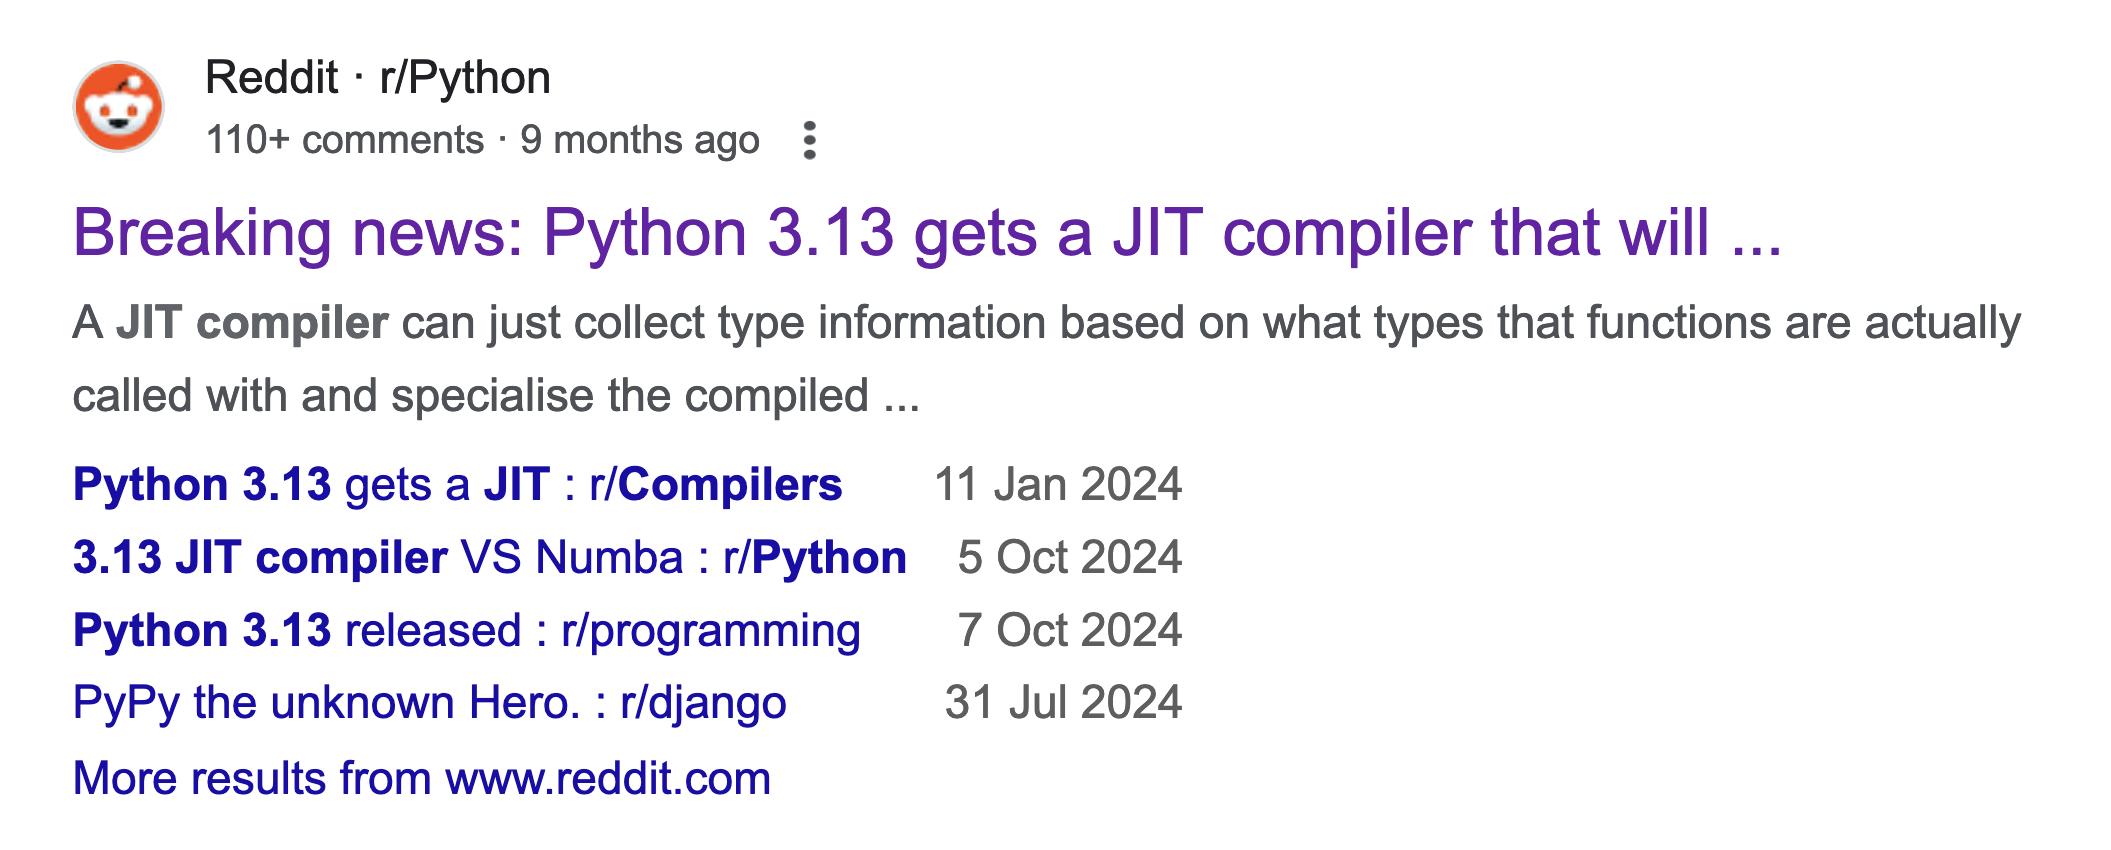 Reddit · r/Python
110+ comments · 9 months ago
Breaking news: Python 3.13 gets a JIT compiler that will ...
A JIT compiler can just collect type information based on what types that functions are actually
called with and specialise the compiled ...
Python 3.13 gets a JIT : r/Compilers 11 Jan 2024
3.13 JIT compiler VS Numba : r/Python 5 Oct 2024
Python 3.13 released : r/programming 7 Oct 2024
PyPy the unknown Hero. : r/django 31 Jul 2024
More results from www.reddit.com